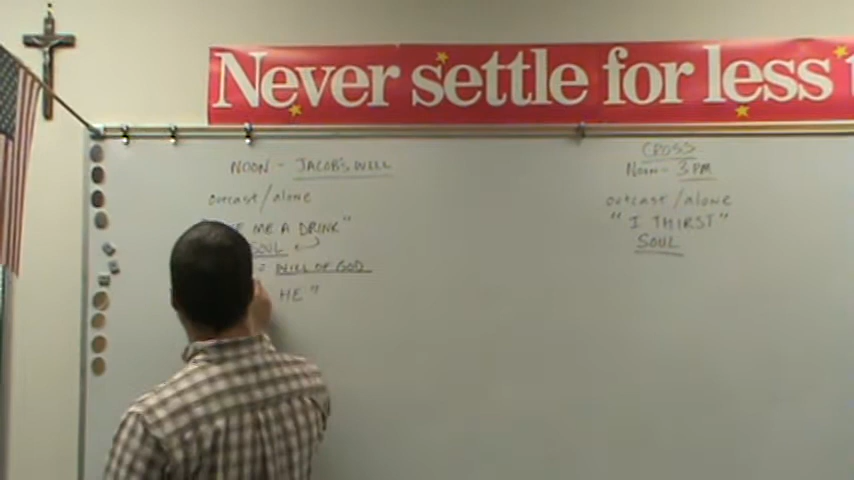 Never settle for less
NOON - JACOB'S WELL
outcast/alone
ME A DRINK"
SOUL
= WILL OF GOD
HE"
CROSS
NOON - 3 PM
outcast/alone
"I THIRST"
SOUL